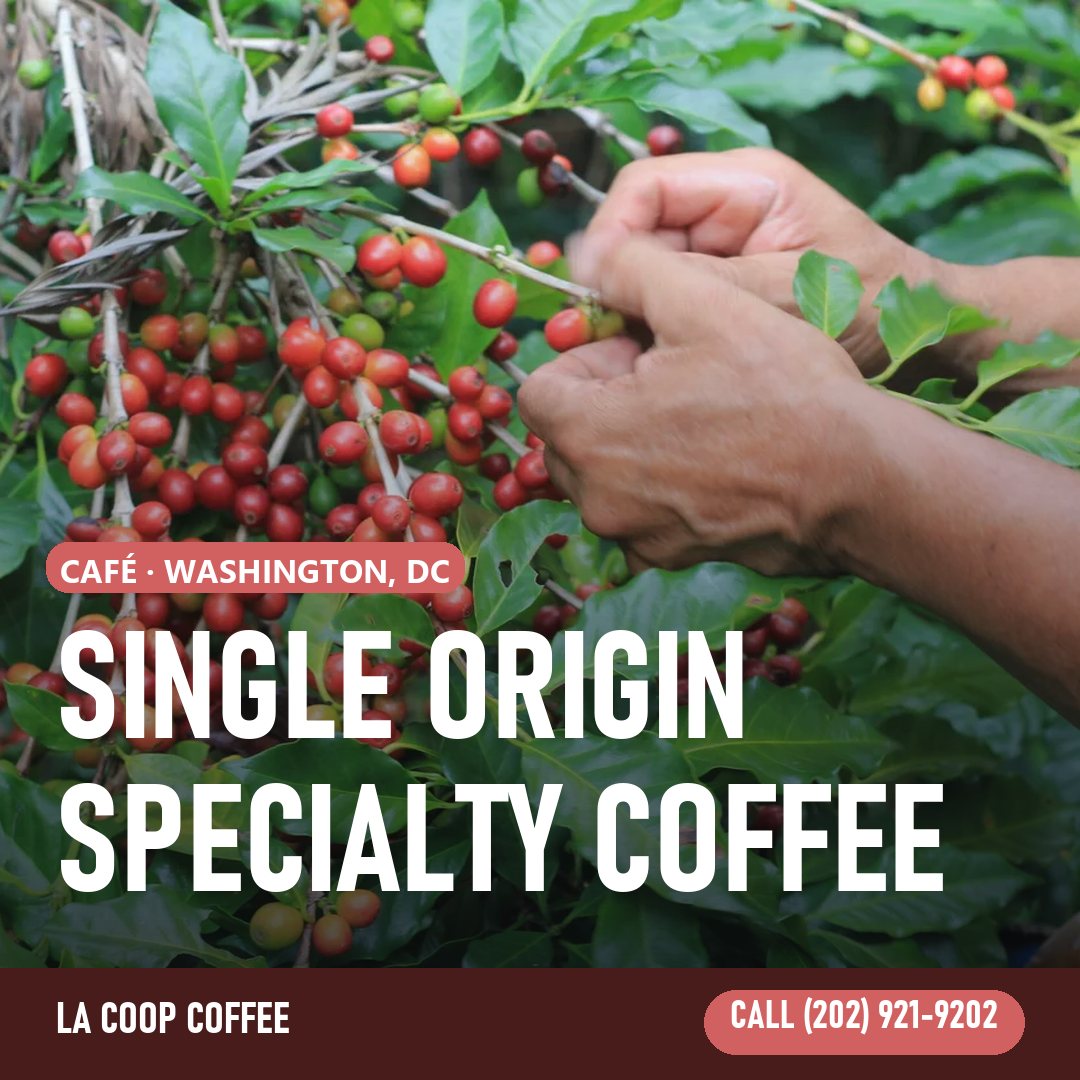 CAFÉ · WASHINGTON, DC
SINGLE ORIGIN
SPECIALTY COFFEE
LA COOP COFFEE
CALL (202) 921-9202